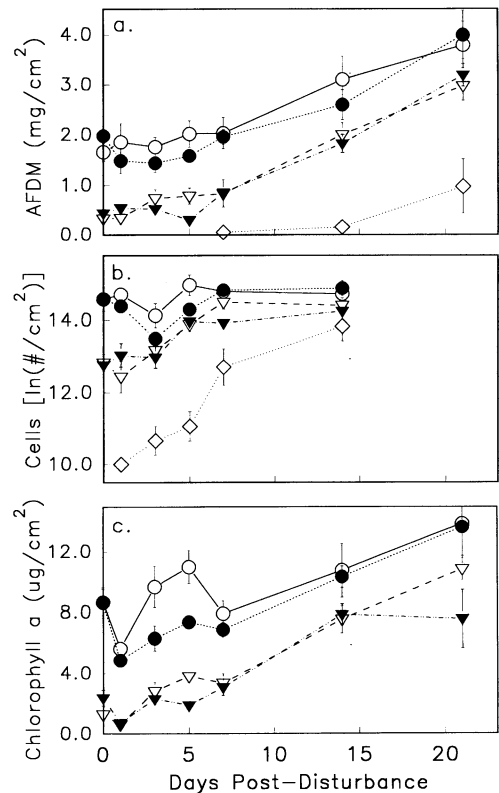 a.
AFDM (mg/cm²)
4.0
3.0
2.0
1.0
0.0
b.
Cells [ln(#/cm²)]
14.0
12.0
10.0
c.
Chlorophyll a (ug/cm²)
12.0
8.0
4.0
0.0
0 5 10 15 20
Days Post-Disturbance